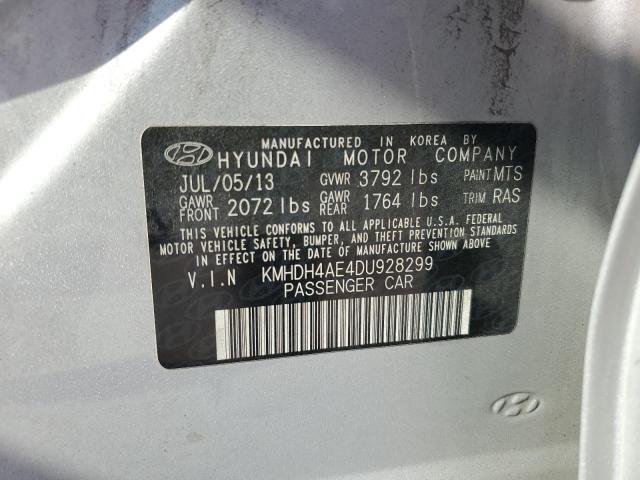 MANUFACTURED IN KOREA BY
HYUNDAI MOTOR COMPANY
JUL/05/13 GVWR 3792 lbs PAINT MTS
GAWR FRONT 2072 lbs GAWR REAR 1764 lbs TRIM RAS
THIS VEHICLE CONFORMS TO ALL APPLICABLE U.S.A. FEDERAL
MOTOR VEHICLE SAFETY, BUMPER, AND THEFT PREVENTION STANDARDS
IN EFFECT ON THE DATE OF MANUFACTURE SHOWN ABOVE.
V.I.N KMHDH4AE4DU928299
PASSENGER CAR